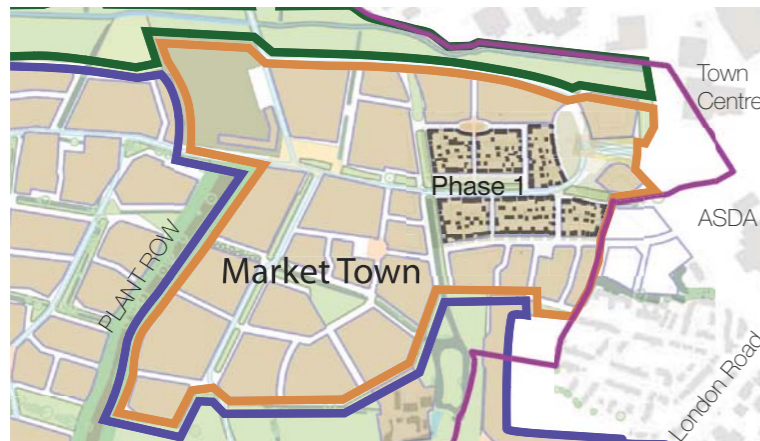 Town
Centre
Phase 1
ASDA
PLANT ROW
Market Town
London Road